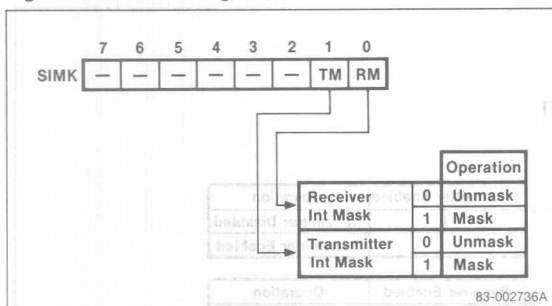 7 6 5 4 3 2 1 0
SIMK — — — — — — TM RM
Operation
Receiver Int Mask 0 Unmask
1 Mask
Transmitter Int Mask 0 Unmask
1 Mask
83-002736A